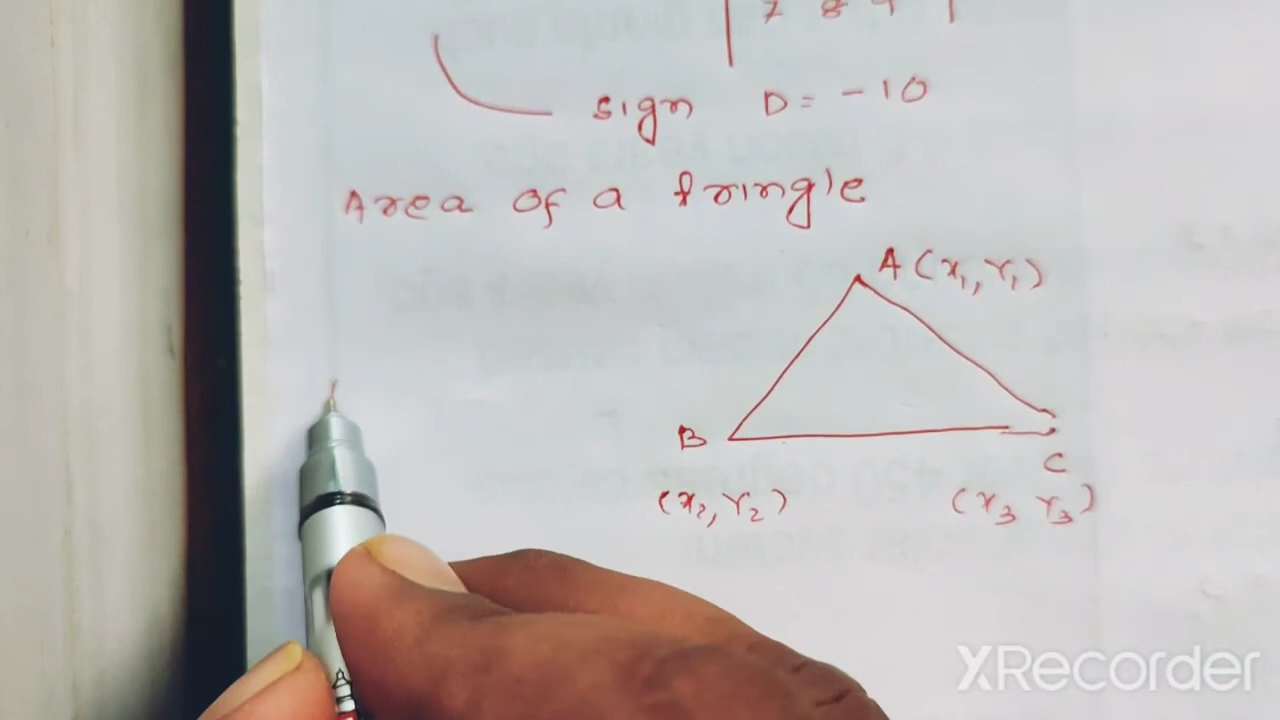 7 8 9
sign D = -10
Area of a tringle
A (x₁, Y₁)
B
C
(x₂, Y₂) (x₃ Y₃)
XRecorder